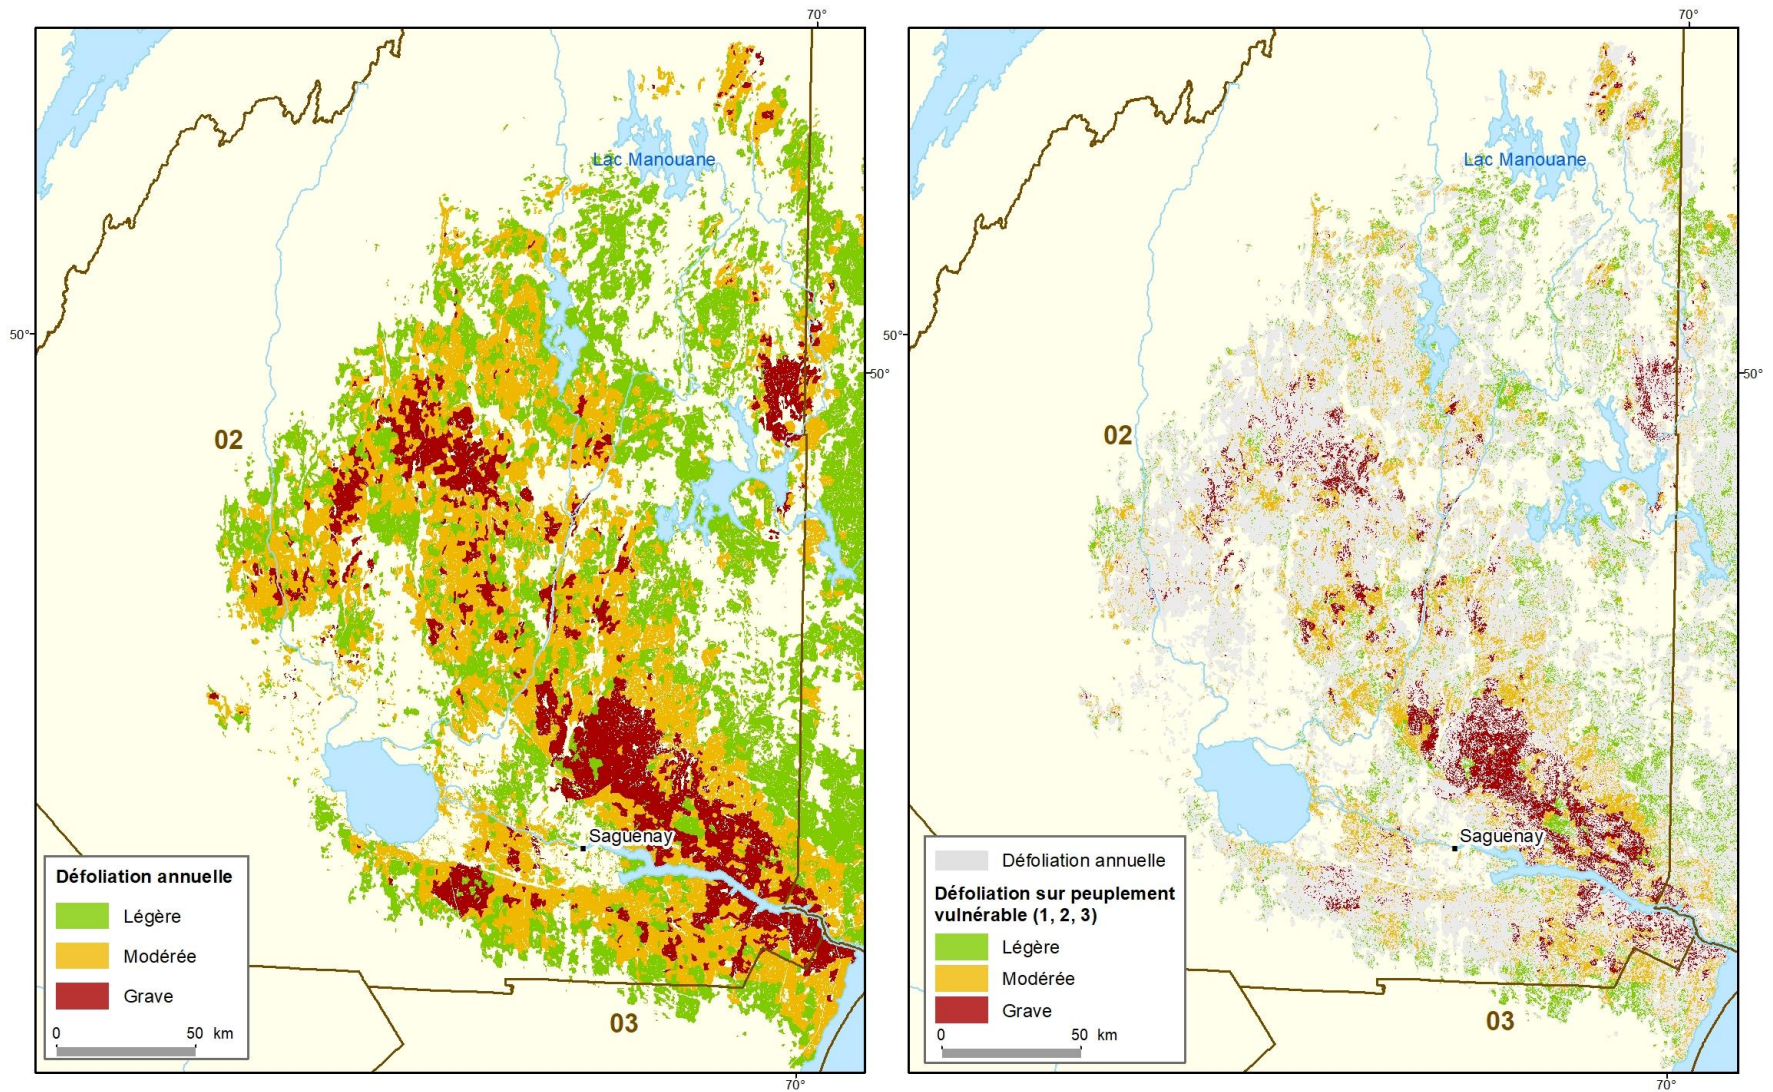 70°
70°
Lac Manouane
Lac Manouane
50°
50°
50°
50°
02
02
Saguenay
Saguenay
Défoliation annuelle
Légère
Modérée
Grave
0 50 km
Défoliation annuelle
Défoliation sur peuplement
vulnérable (1, 2, 3)
Légère
Modérée
Grave
0 50 km
03
03
70°
70°